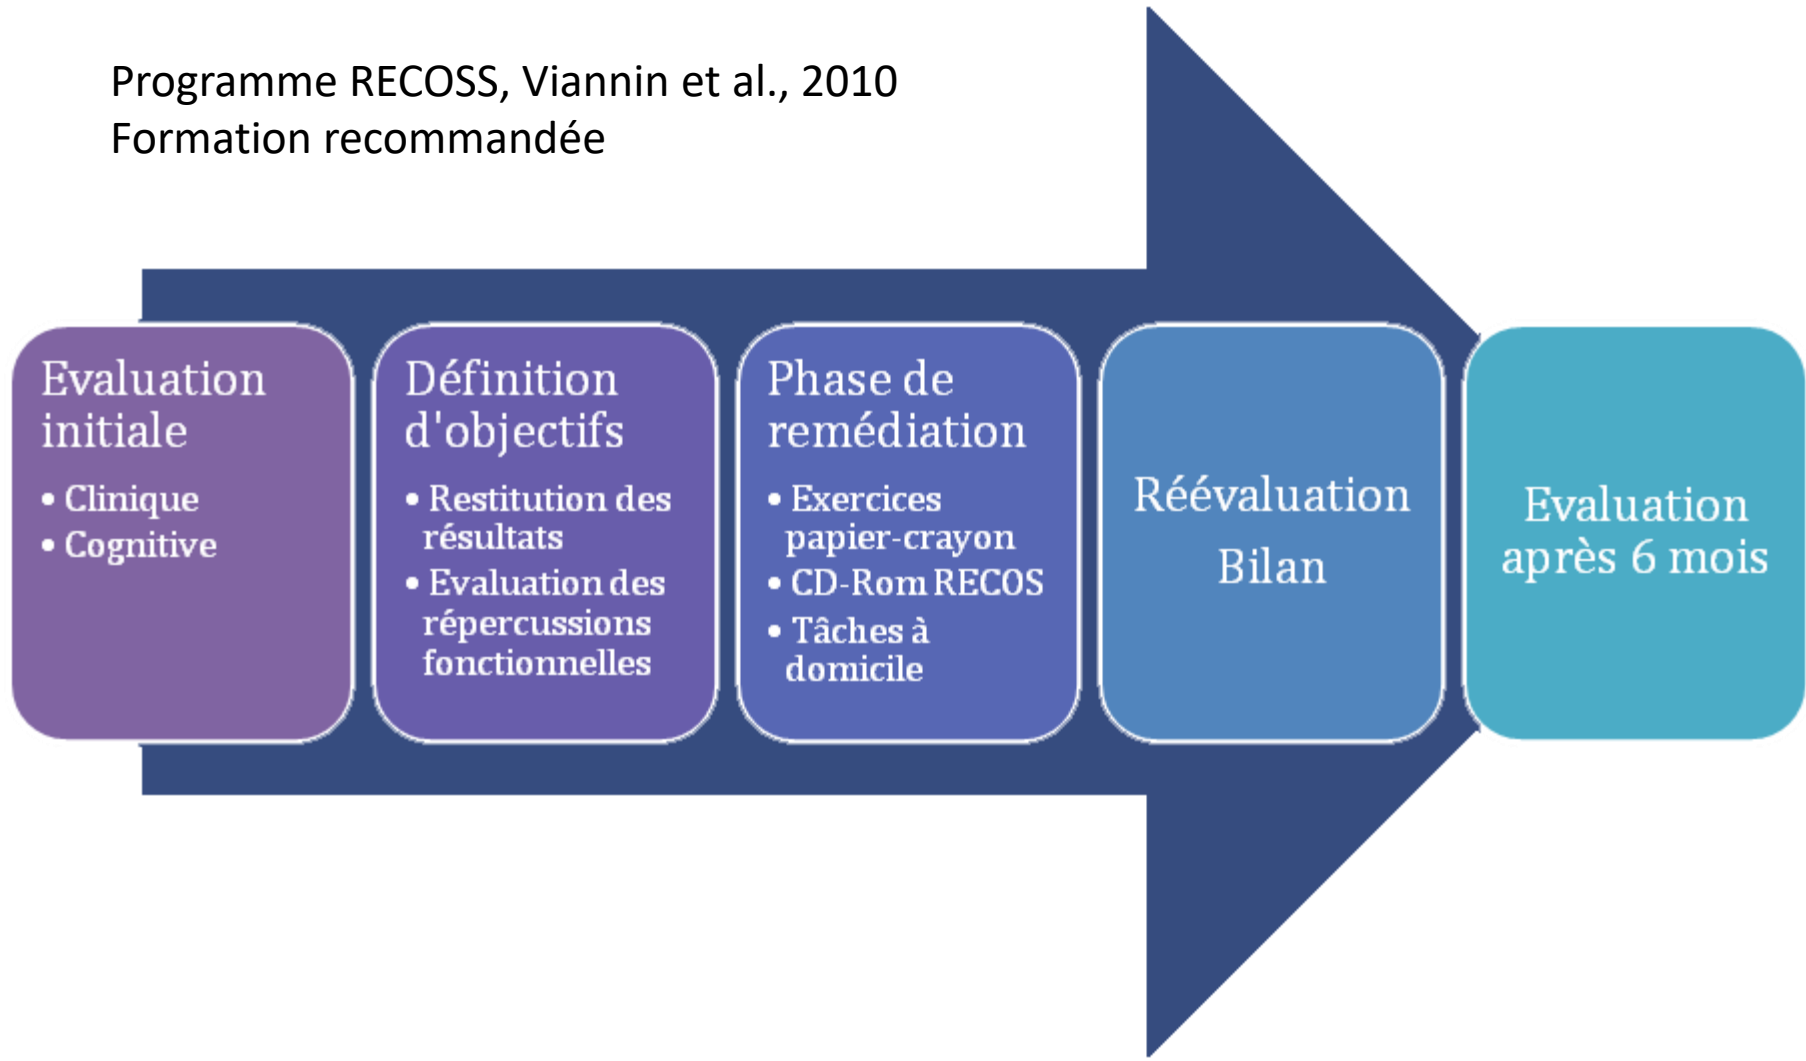 Programme RECOSS, Viannin et al., 2010
Formation recommandée
Evaluation
initiale
• Clinique
• Cognitive
Définition
d'objectifs
• Restitution des
résultats
• Evaluation des
répercussions
fonctionnelles
Phase de
remédiation
• Exercices
papier-crayon
• CD-Rom RECOS
• Tâches à
domicile
Réévaluation
Bilan
Evaluation
après 6 mois